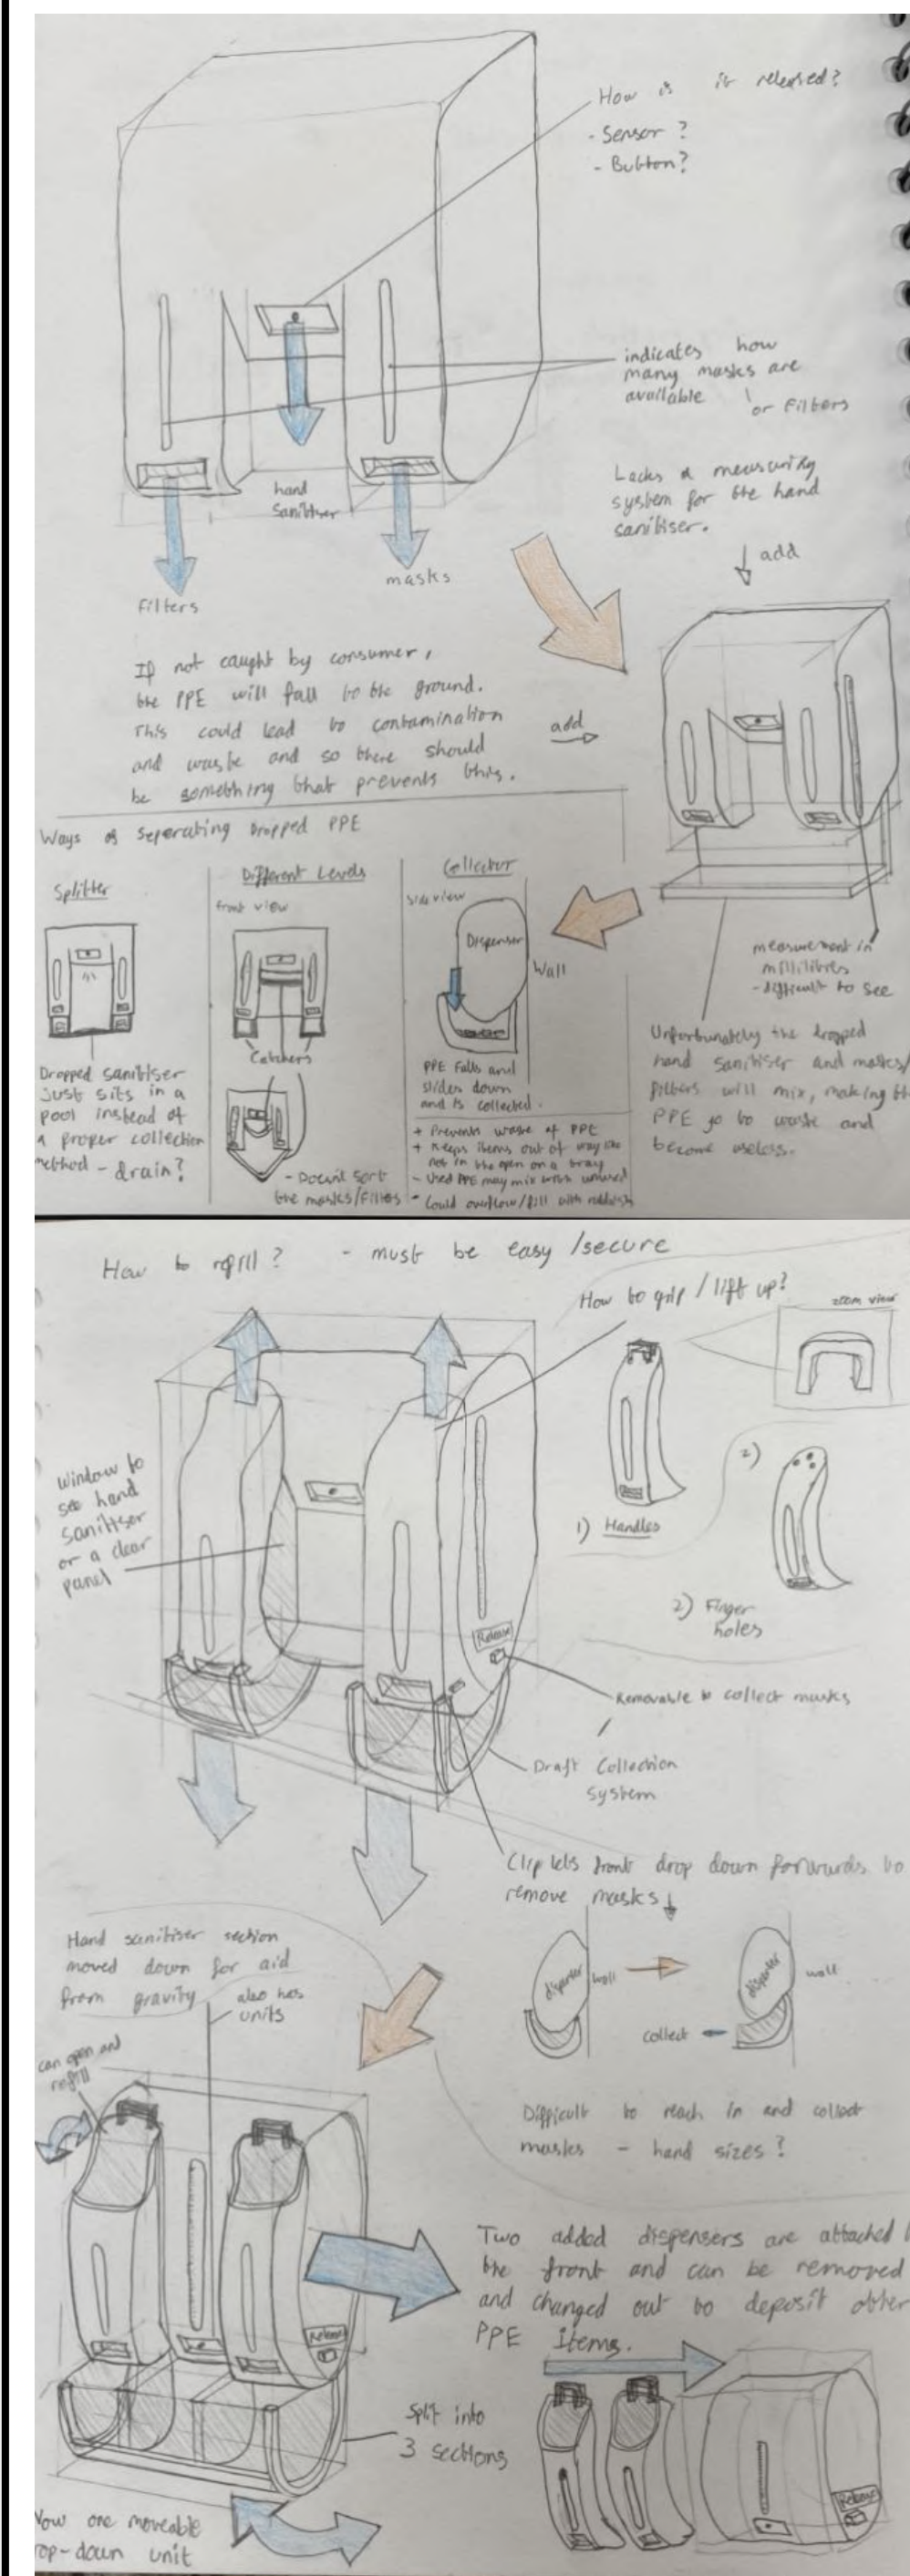 How is it released?
- Sensor?
- Button?
indicates how
many masks are
available
or Filters
hand
Sanitiser
Filters
masks
Lacks a measuring
system for the hand
sanitiser.
add
If not caught by consumer,
the PPE will fall to the ground.
This could lead to contamination
and waste and so there should
be something that prevents this.
add
measurement in
millilitres
- difficult to see
Unfortunately the dropped
hand sanitiser and masks/
filters will mix, making the
PPE go to waste and
become useless.
Ways of seperating Dropped PPE
Splitter
Dropped sanitiser
just sits in a
pool instead of
a proper collection
method - drain?
Different Levels
front view
Catchers
- Doesn't sort
the masks/filters
Collector
side view
Dispenser
Wall
PPE Falls and
slides down
and is collected.
+ Prevents waste of PPE
+ Keeps items out of way like
not in the open on a tray
- Used PPE may mix with unused
- Could overflow/fill with rubbish
How to refill? - must be easy /secure
How to grip / lift up?
zoom view
1) Handles
2)
2) Finger
holes
Window to
see hand
sanitiser
or a clear
panel
Release
Removable to collect masks
Draft Collection
system
Clip lets front drop down forwards to
remove masks
dispenser
wall
dispenser
wall
collect
Difficult to reach in and collect
masks - hand sizes?
Hand sanitiser section
moved down for aid
from gravity
also has
units
can open and
refill
Release
Two added dispensers are attached
the front and can be removed
and changed out to deposit other
PPE Items.
Split into
3 sections
Now one moveable
drop-down unit
Release